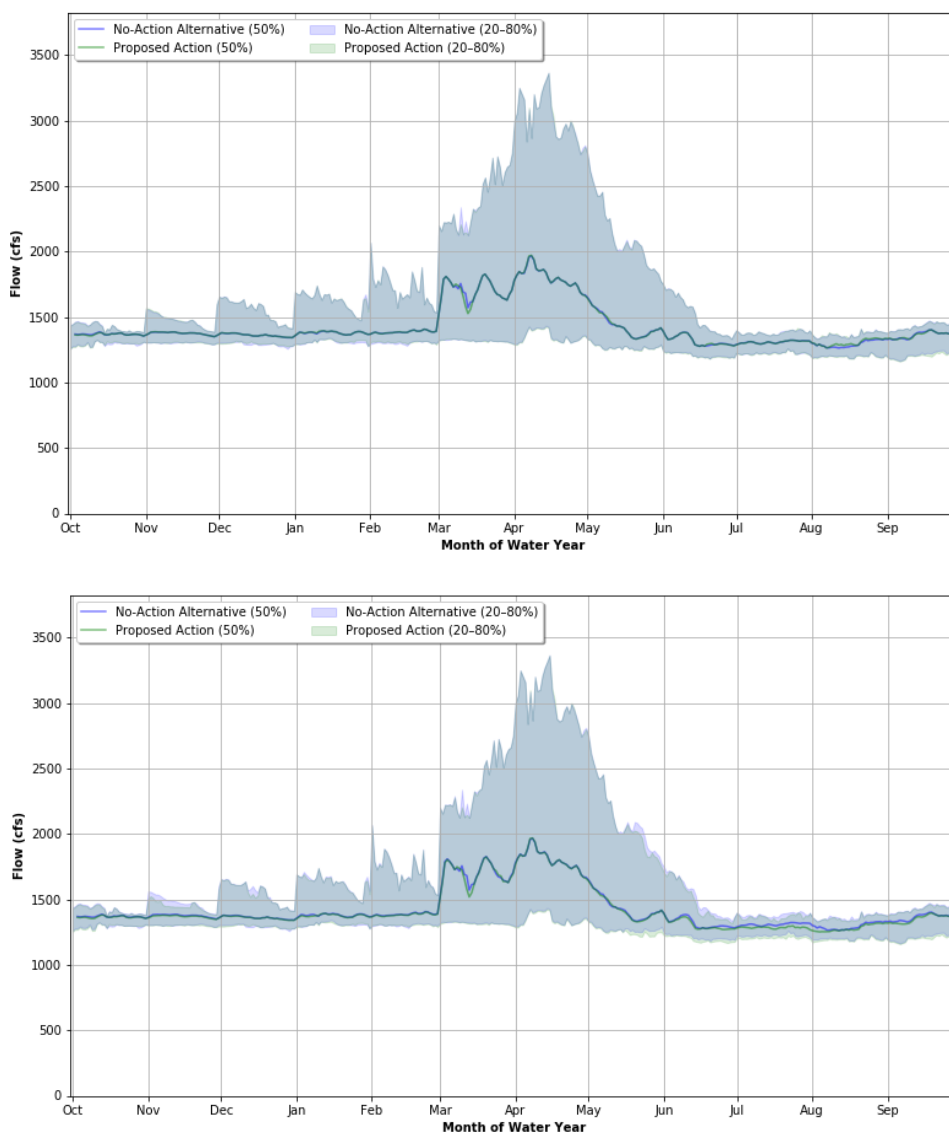 No-Action Alternative (50%) No-Action Alternative (20–80%)
Proposed Action (50%) Proposed Action (20–80%)
3500
3000
2500
2000
1500
1000
500
0
Flow (cfs)
Oct Nov Dec Jan Feb Mar Apr May Jun Jul Aug Sep
Month of Water Year
No-Action Alternative (50%) No-Action Alternative (20–80%)
Proposed Action (50%) Proposed Action (20–80%)
3500
3000
2500
2000
1500
1000
500
0
Flow (cfs)
Oct Nov Dec Jan Feb Mar Apr May Jun Jul Aug Sep
Month of Water Year